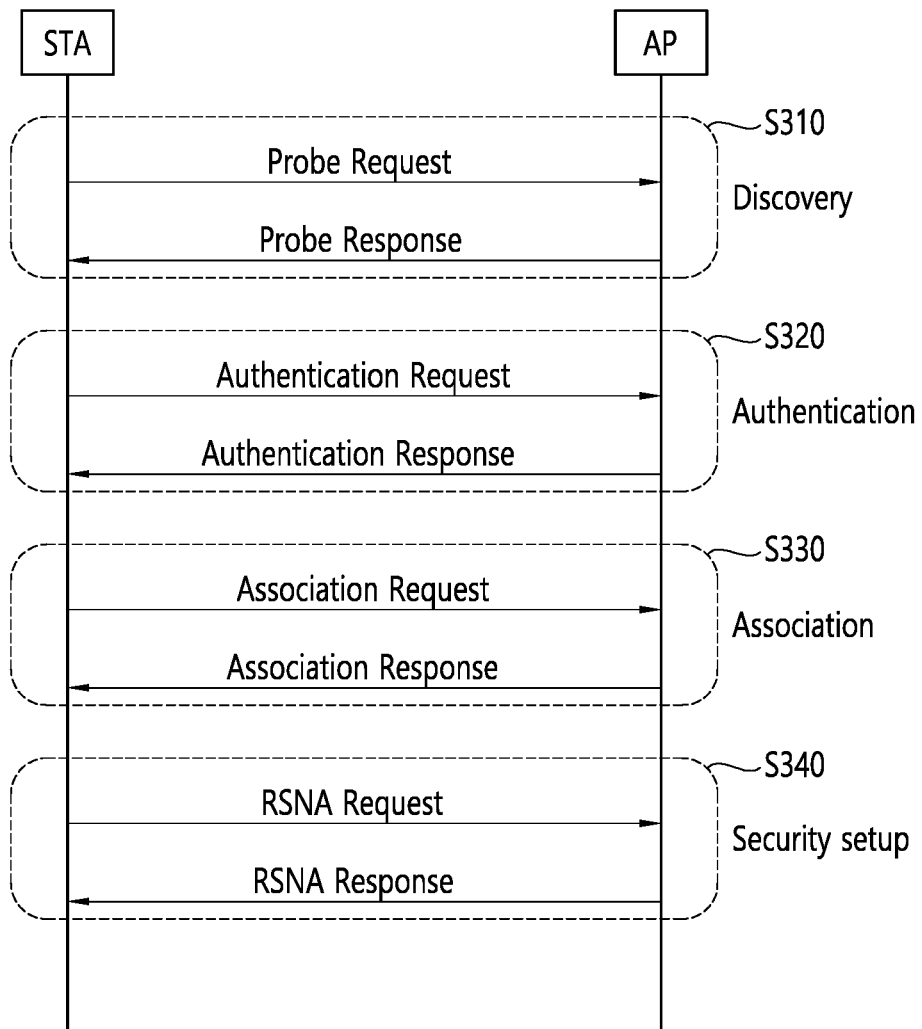 STA
AP
S310
Probe Request
Discovery
Probe Response
S320
Authentication Request
Authentication
Authentication Response
S330
Association Request
Association
Association Response
S340
RSNA Request
Security setup
RSNA Response